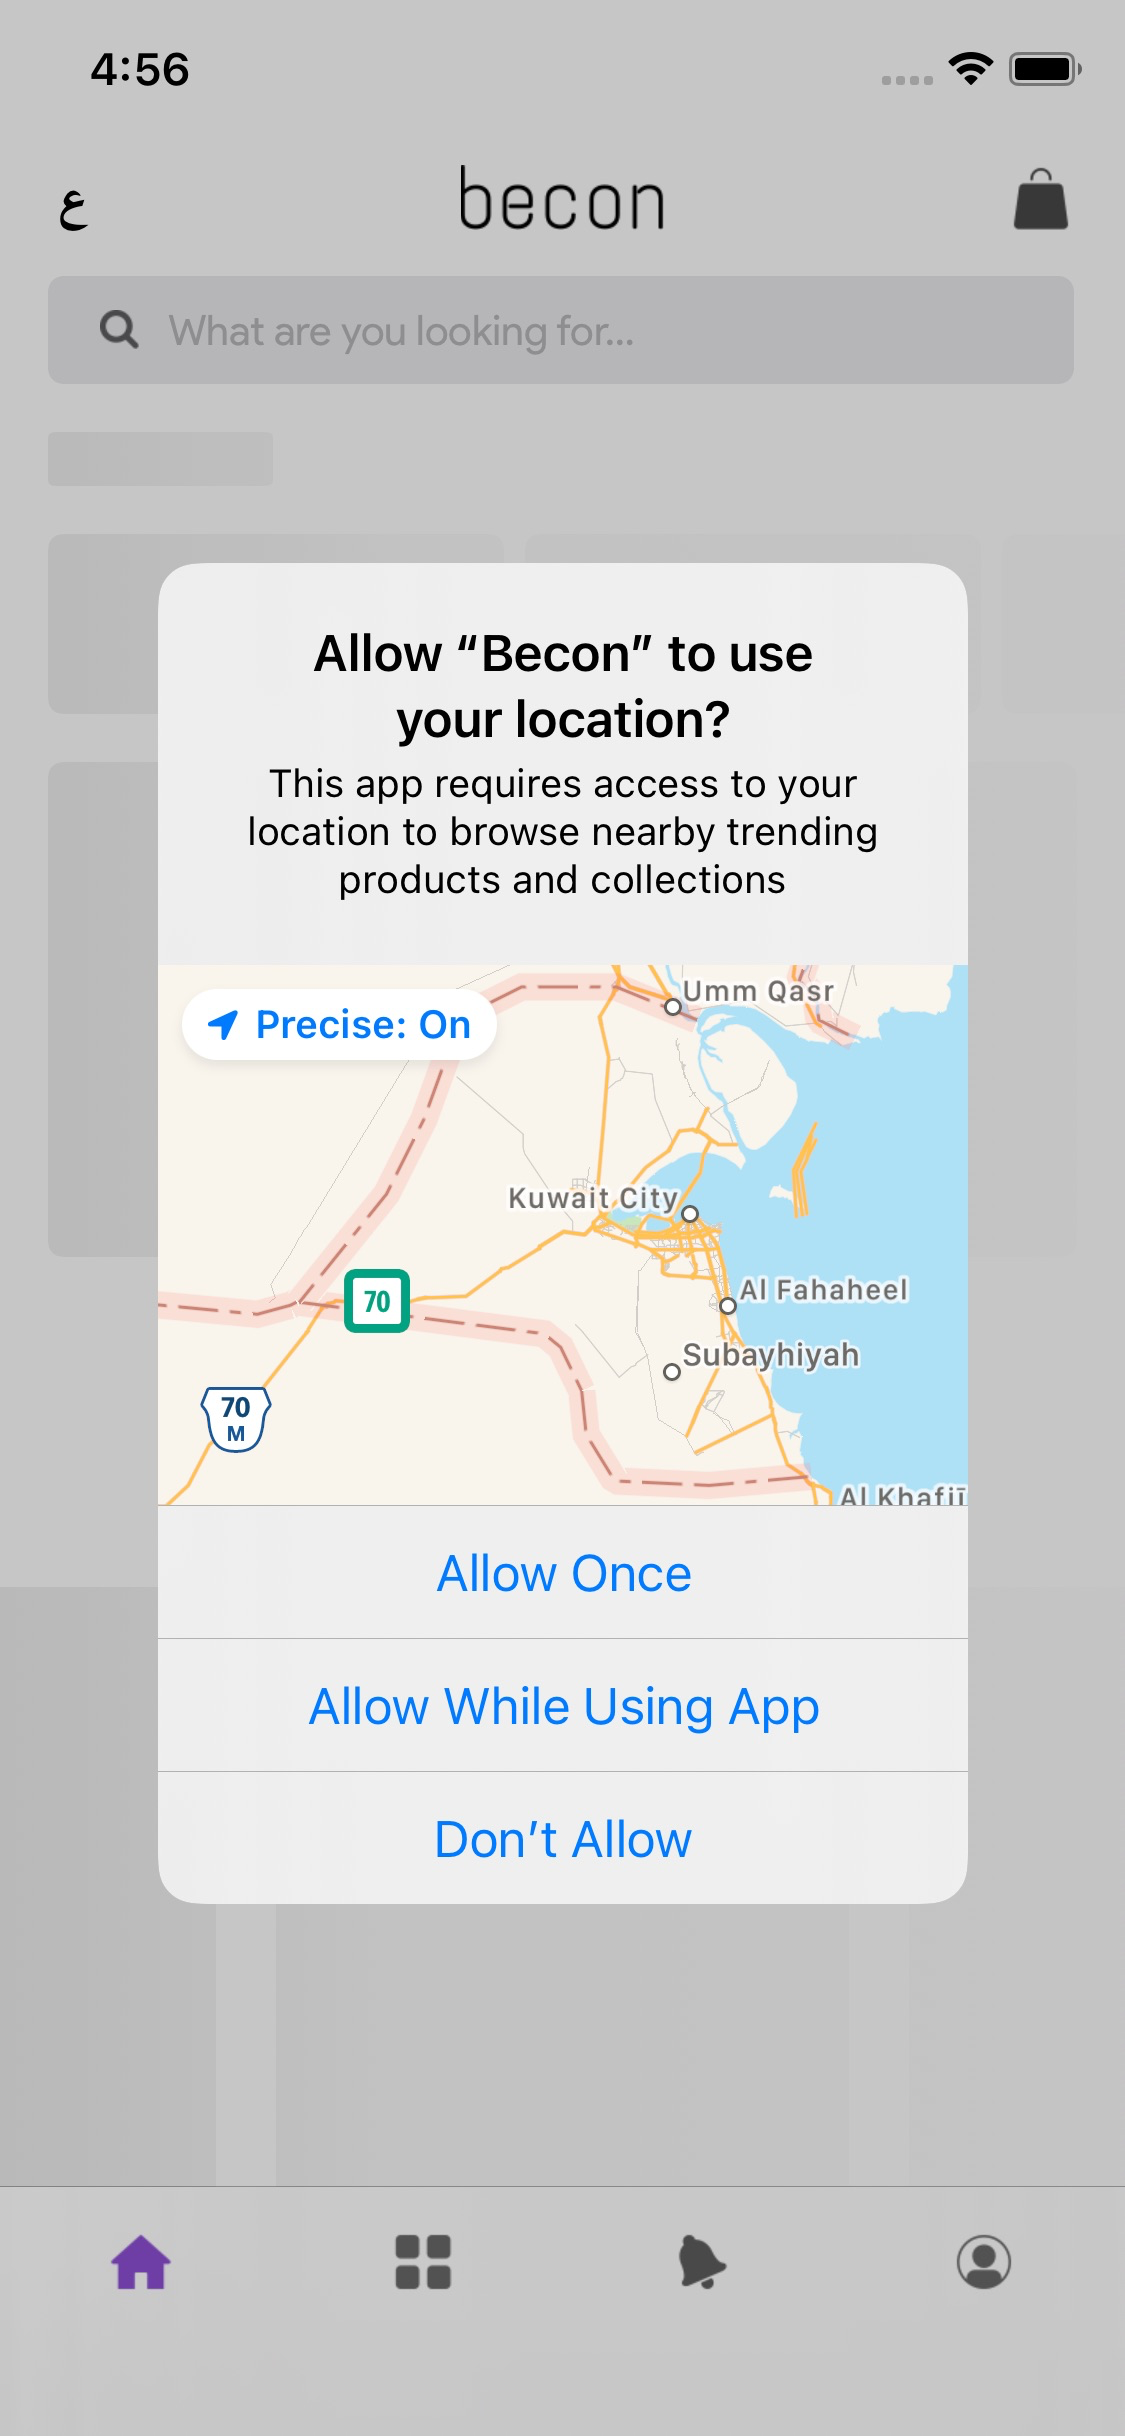 4:56
ع
becon
What are you looking for...
Allow “Becon” to use
your location?
This app requires access to your
location to browse nearby trending
products and collections
Precise: On
Umm Qasr
Kuwait City
Al Fahaheel
70
Subayhiyah
70
M
Al Khafjī
Allow Once
Allow While Using App
Don’t Allow